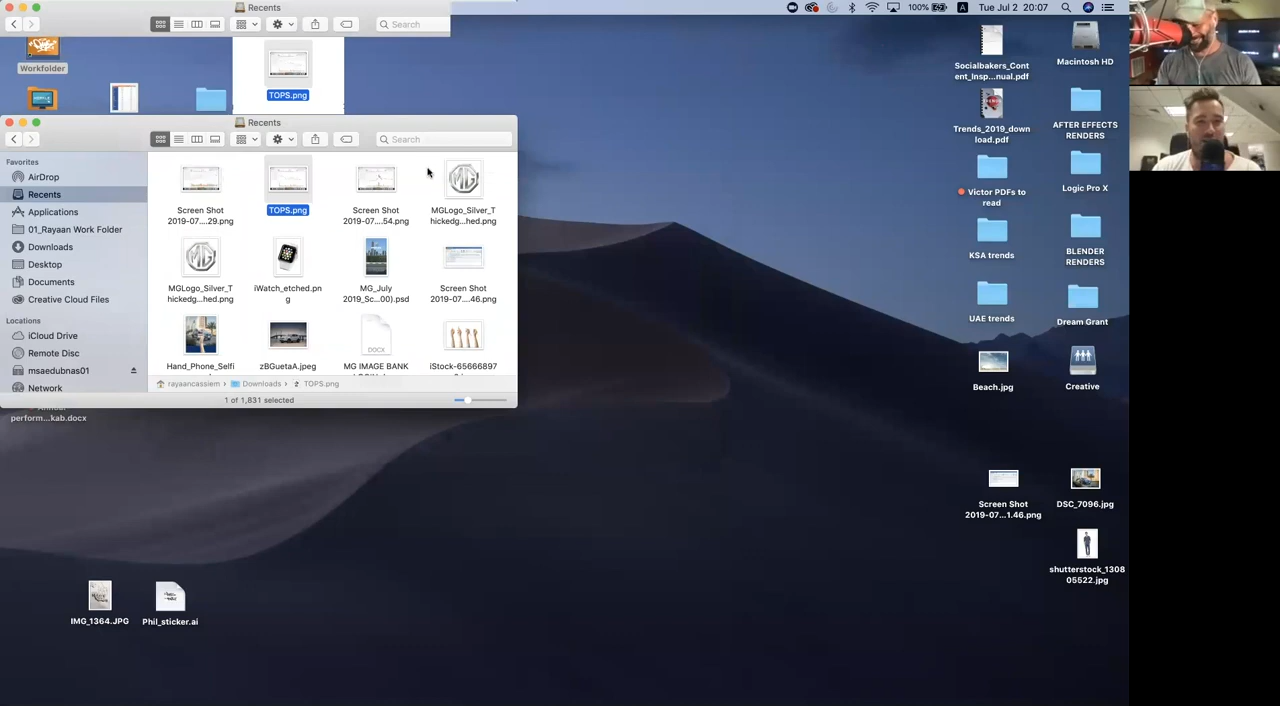 Recents
Search
100%
A
Tue Jul 2 20:07
Workfolder
TOPS.png
Recents
Search
Favorites
AirDrop
Recents
Applications
01_Rayaan Work Folder
Downloads
Desktop
Documents
Creative Cloud Files
Locations
iCloud Drive
Remote Disc
msaedubnas01
Network
Screen Shot
2019-07....29.png
TOPS.png
Screen Shot
2019-07....54.png
MGLogo_Silver_T
hickedg...hed.png
MGLogo_Silver_T
hickedg...hed.png
iWatch_etched.pn
g
MG_July
2019_Sc...00).psd
Screen Shot
2019-07....46.png
Hand_Phone_Selfi
zBGuetaA.jpeg
DOCX
MG IMAGE BANK
iStock-65666897
rayaancassiem › Downloads › TOPS.png
1 of 1,831 selected
perform...kab.docx
IMG_1364.JPG
Phil_sticker.ai
Socialbakers_Cont
ent_Insp...nual.pdf
Macintosh HD
Trends_2019_down
load.pdf
AFTER EFFECTS
RENDERS
Victor PDFs to
read
Logic Pro X
KSA trends
BLENDER
RENDERS
UAE trends
Dream Grant
Beach.jpg
Creative
Screen Shot
2019-07...1.46.png
DSC_7096.jpg
shutterstock_1308
05522.jpg